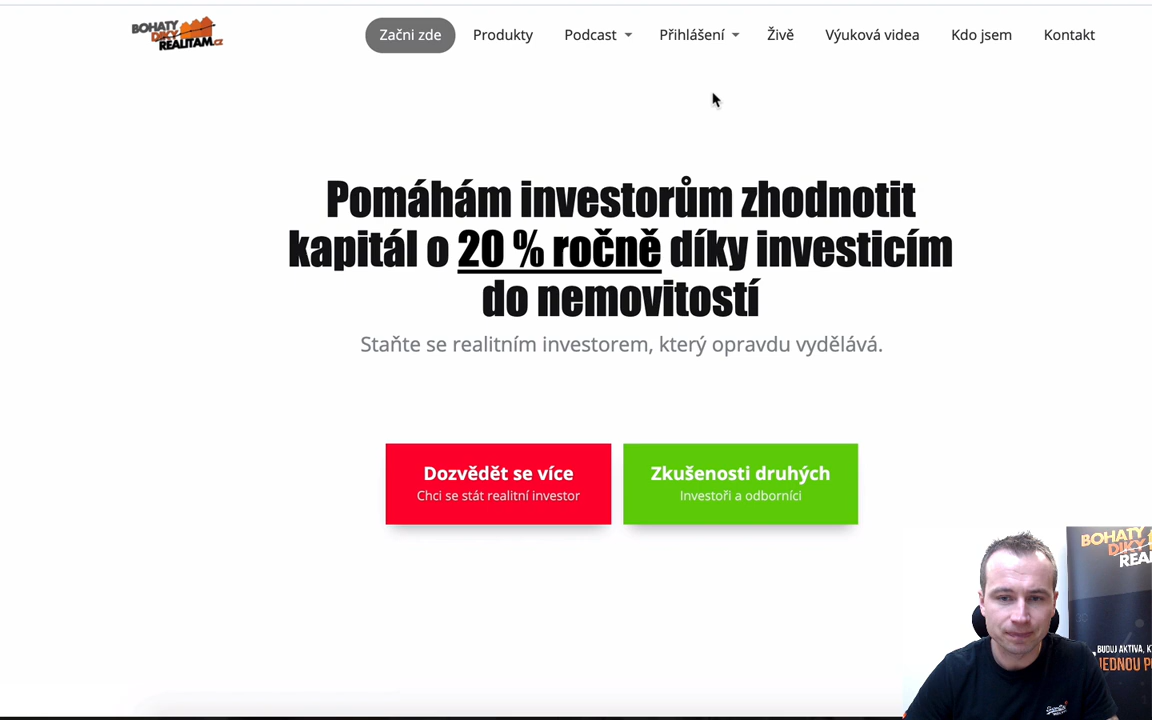 BOHATY
DÍKY
REALITAM.cz
Začni zde
Produkty
Podcast
Přihlášení
Živě
Výuková videa
Kdo jsem
Kontakt
Pomáhám investorům zhodnotit
kapitál o 20 % ročně díky investicím
do nemovitostí
Staňte se realitním investorem, který opravdu vydělává.
Dozvědět se více
Chci se stát realitní investor
Zkušenosti druhých
Investoři a odborníci
BOHATY
DÍKY
REAL
BUDUJ AKTIVA, K
JEDNOU P